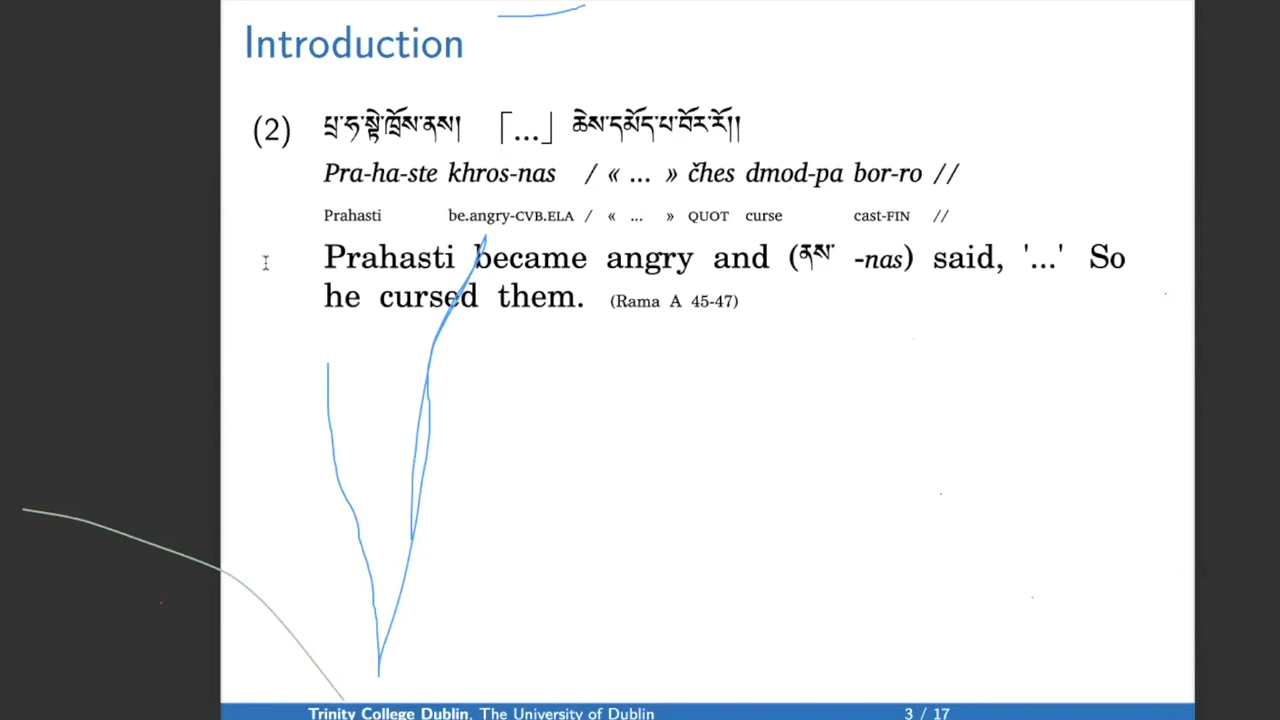 Introduction
(2) པྲ་ཧ་སྟེ་ཁྲོས་ནས། ⌈...⌋ ཆེས་དམོད་པ་བོར་རོ།།
Pra-ha-ste khros-nas / « ... » čhes dmod-pa bor-ro //
Prahasti be.angry-CVB.ELA / « ... » QUOT curse cast-FIN //
Prahasti became angry and (ནས་ -nas) said, '...' So
he cursed them. (Rama A 45-47)
Trinity College Dublin, The University of Dublin 3 / 17